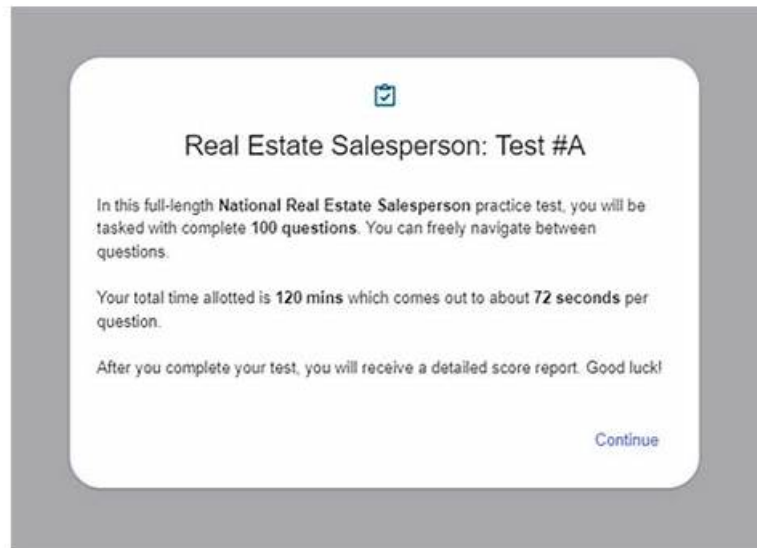 Real Estate Salesperson: Test #A
In this full-length National Real Estate Salesperson practice test, you will be
tasked with complete 100 questions. You can freely navigate between
questions.
Your total time allotted is 120 mins which comes out to about 72 seconds per
question.
After you complete your test, you will receive a detailed score report. Good luck!
Continue